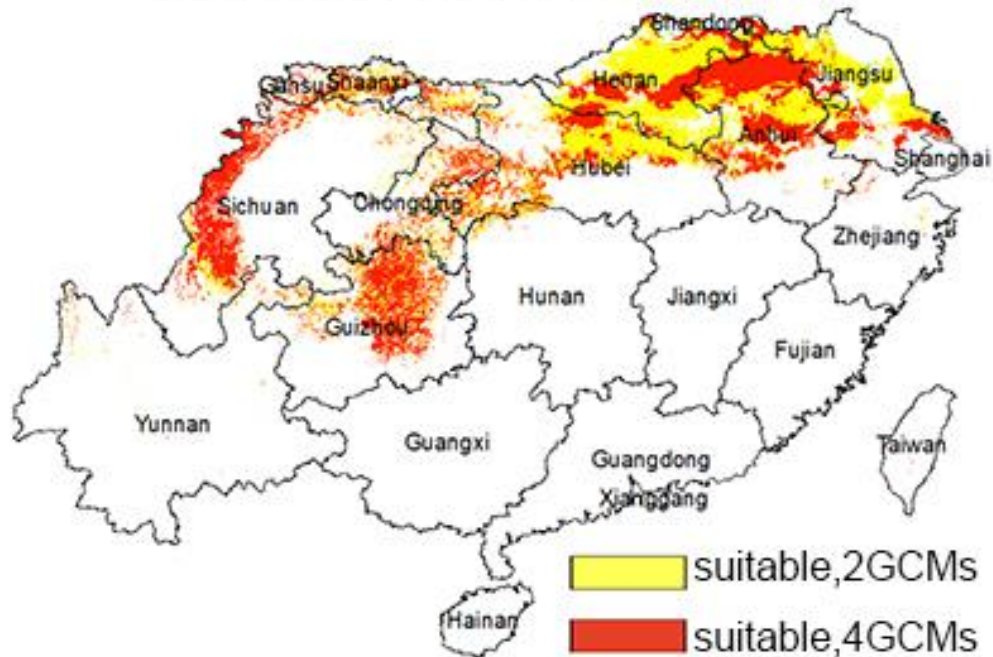 Shandong
Gansu
Shaanxi
Henan
Jiangsu
Anhui
Hubei
Shanghai
Sichuan
Chongqing
Zhejiang
Hunan
Jiangxi
Guizhou
Fujian
Yunnan
Guangxi
Guangdong
Taiwan
Xianggang
Hainan
suitable,2GCMs
suitable,4GCMs